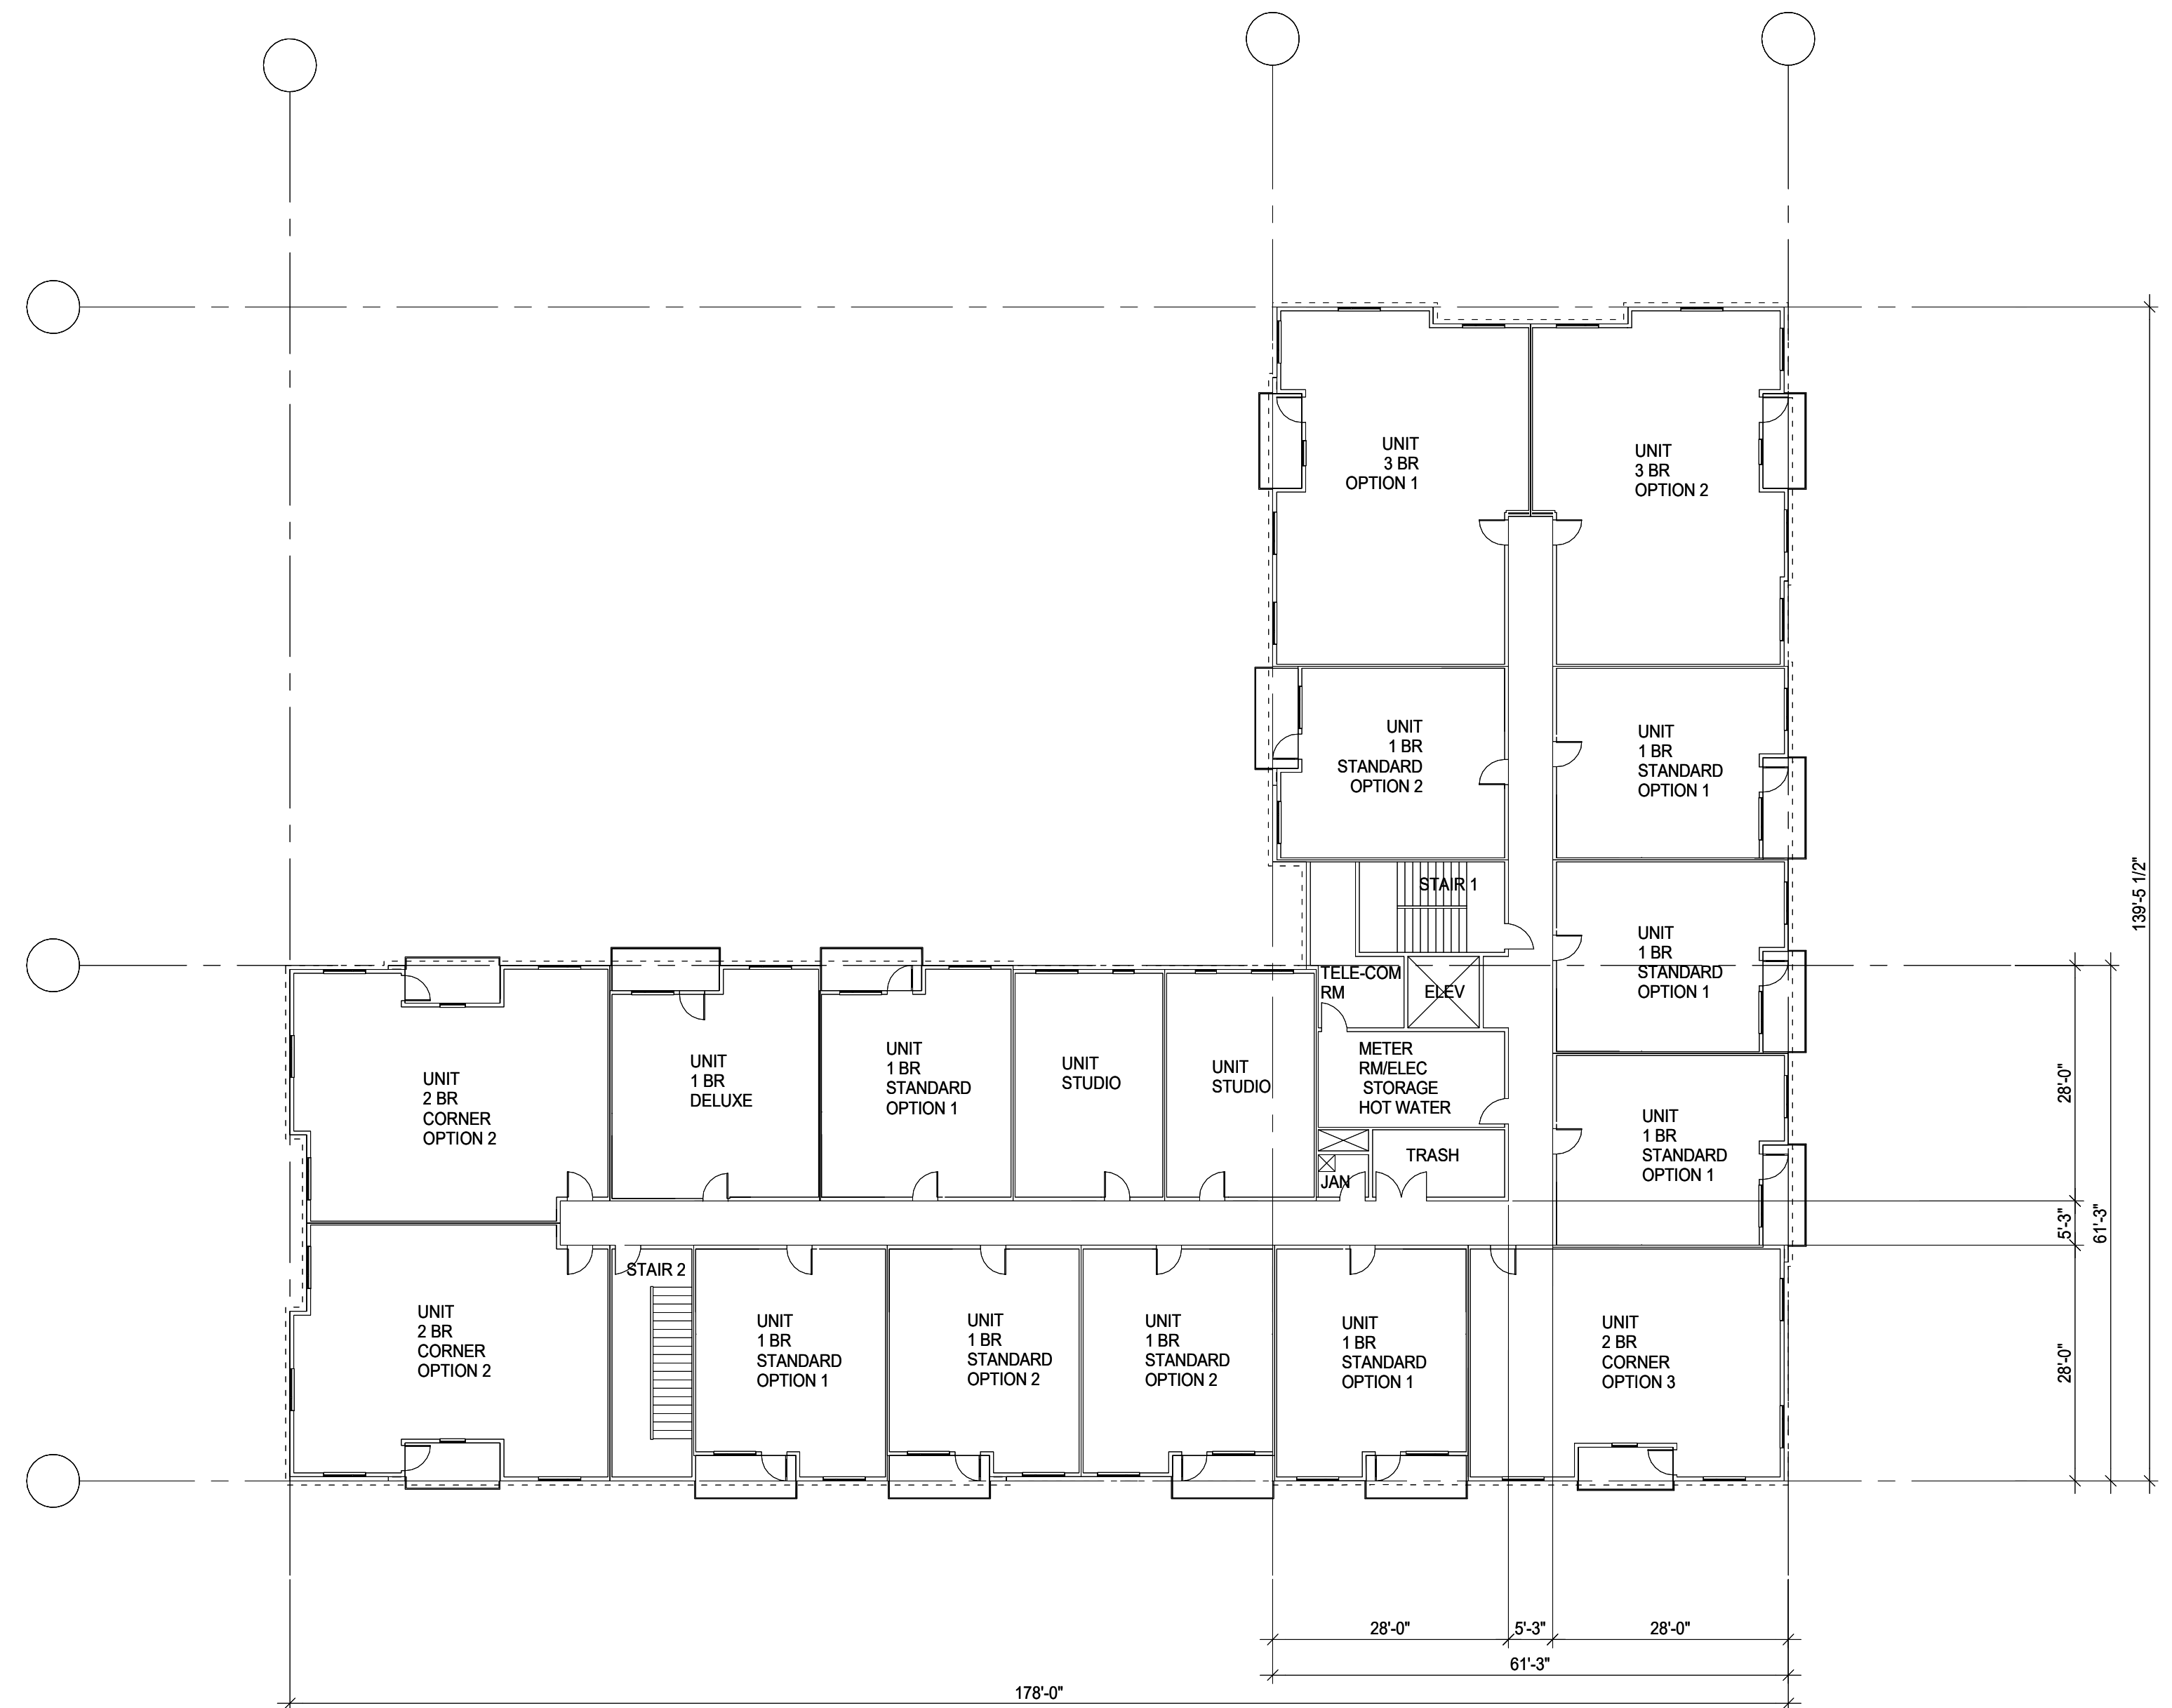 UNIT
3 BR
OPTION 1
UNIT
3 BR
OPTION 2
UNIT
1 BR
STANDARD
OPTION 2
UNIT
1 BR
STANDARD
OPTION 1
139'-5 1/2"
STAIR 1
UNIT
1 BR
STANDARD
OPTION 1
TELE-COM
RM
ELEV
UNIT
2 BR
CORNER
OPTION 2
UNIT
1 BR
DELUXE
UNIT
1 BR
STANDARD
OPTION 1
UNIT
STUDIO
UNIT
STUDIO
METER
RM/ELEC
STORAGE
HOT WATER
TRASH
JAN
UNIT
1 BR
STANDARD
OPTION 1
28'-0"
5'-3"
61'-3"
28'-0"
STAIR 2
UNIT
2 BR
CORNER
OPTION 2
UNIT
1 BR
STANDARD
OPTION 1
UNIT
1 BR
STANDARD
OPTION 2
UNIT
1 BR
STANDARD
OPTION 2
UNIT
1 BR
STANDARD
OPTION 1
UNIT
2 BR
CORNER
OPTION 3
28'-0"
5'-3"
28'-0"
61'-3"
178'-0"